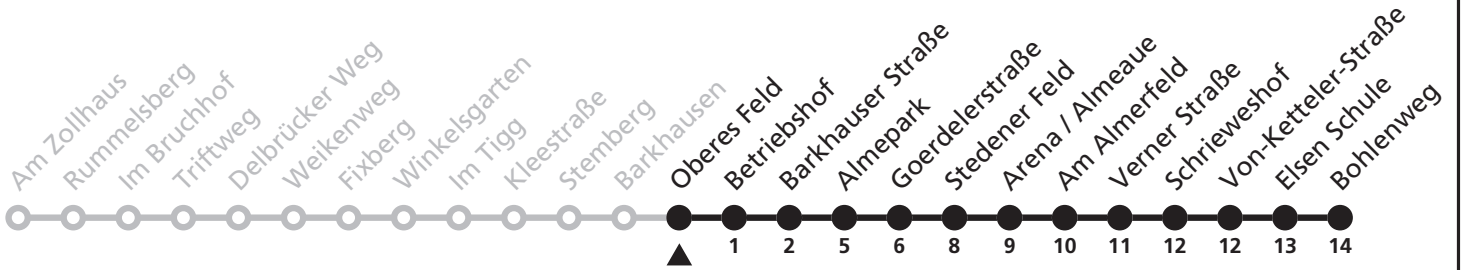 Am Zollhaus
Rummelsberg
Im Bruchhof
Triftweg
Delbrücker Weg
Weikenweg
Fixberg
Winkelsgarten
Im Tigg
Kleestraße
Stemberg
Barkhausen
Oberes Feld
Betriebshof
Barkhauser Straße
Almepark
Goerdelerstraße
Stedener Feld
Arena / Almeaue
Am Almerfeld
Verner Straße
Schrieweshof
Von-Ketteler-Straße
Elsen Schule
Bohlenweg
1 2 5 6 8 9 10 11 12 12 13 14